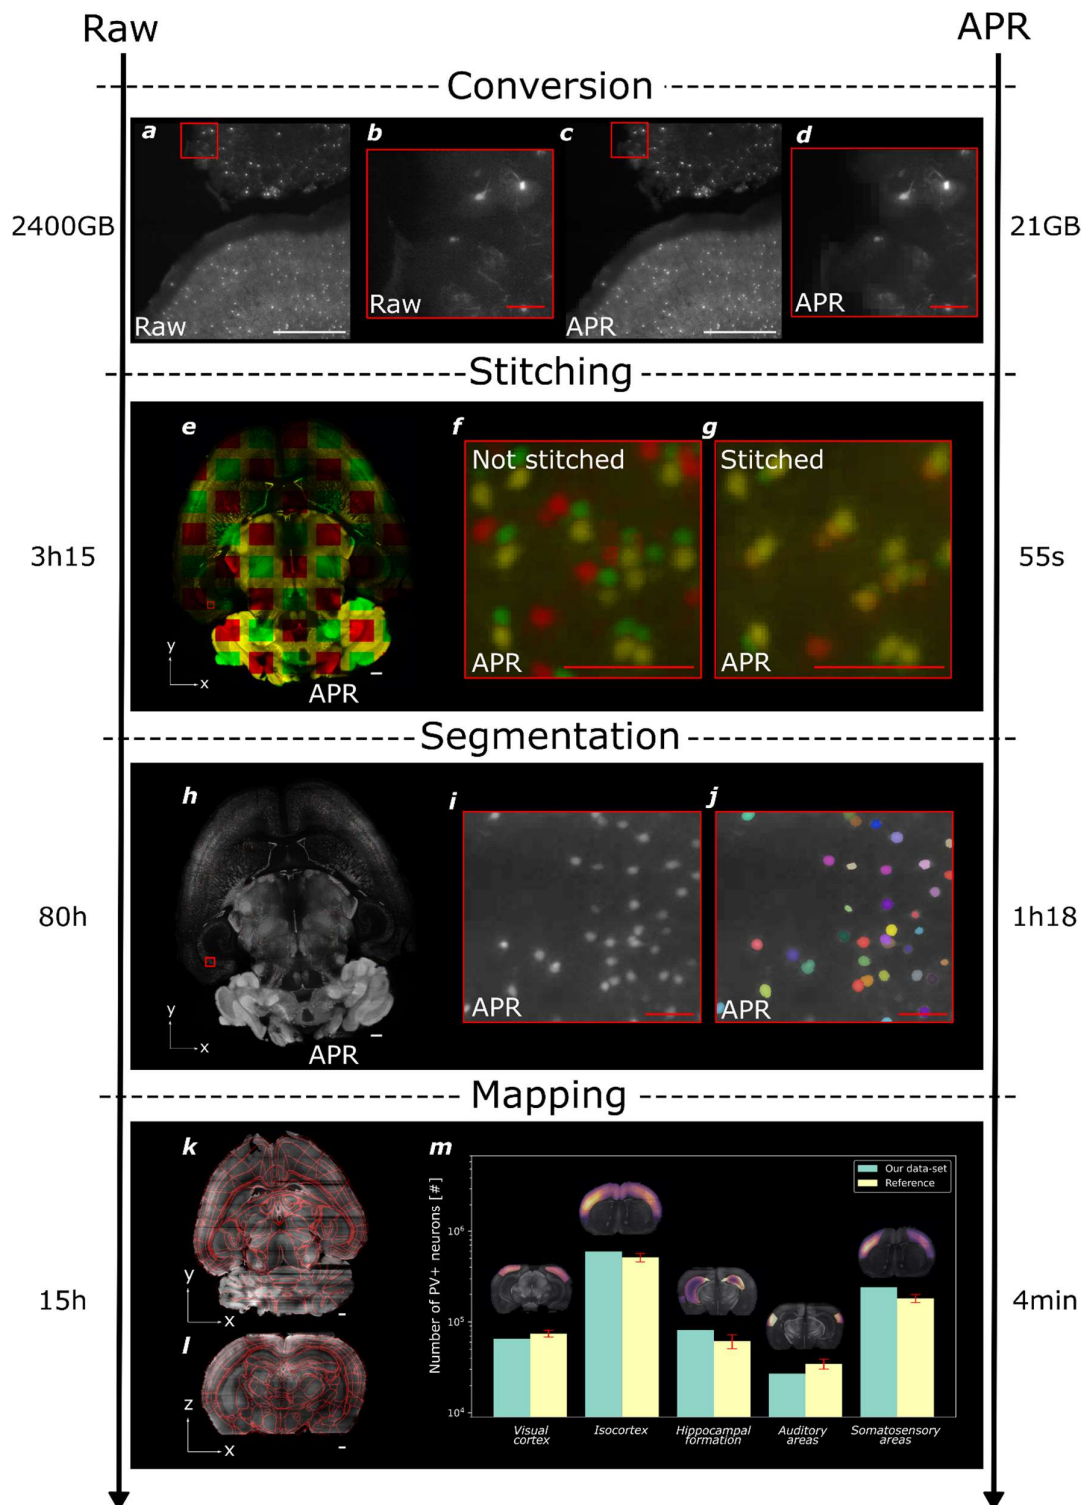 Raw
APR
Conversion
2400GB
21GB
a
b
c
d
Raw
Raw
APR
APR
Stitching
3h15
55s
e
f
g
Not stitched
Stitched
y
x
APR
APR
APR
Segmentation
80h
1h18
h
i
j
y
x
APR
APR
APR
Mapping
15h
4min
k
y
x
l
z
x
m
Number of PV+ neurons [#]
10⁶
10⁵
10⁴
Our data-set
Reference
Visual
cortex
Isocortex
Hippocampal
formation
Auditory
areas
Somatosensory
areas